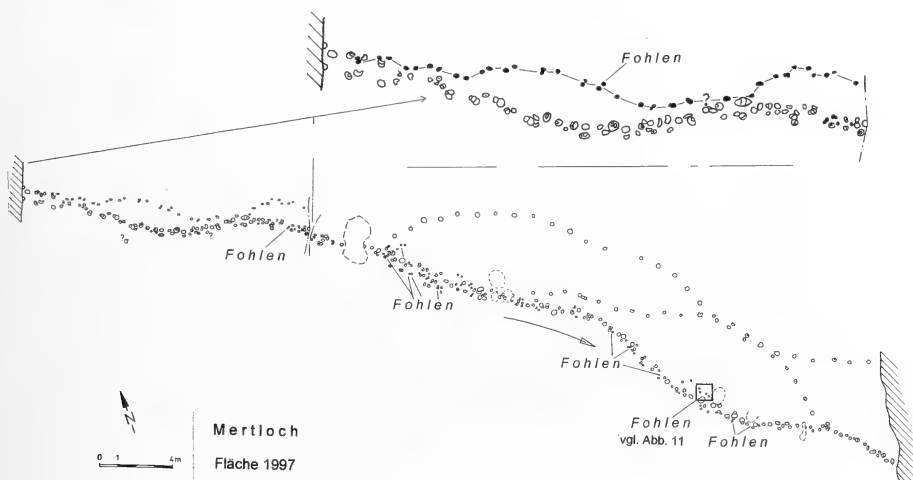 Fohlen
?
Fohlen
?
?
Fohlen
Fohlen
Fohlen
vgl. Abb. 11
Fohlen
N
Mertloch
0 1 4m
Fläche 1997